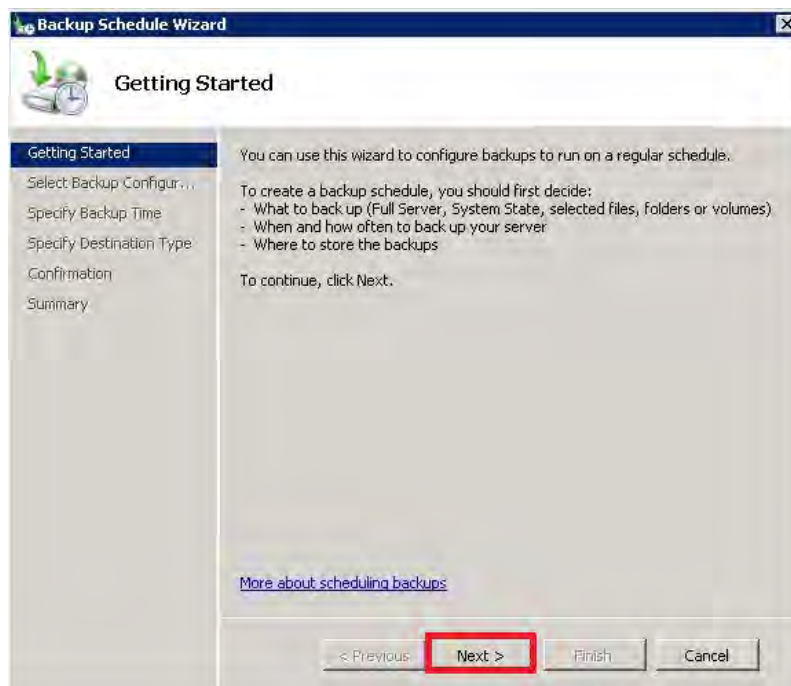 Backup Schedule Wizard
Getting Started
Getting Started
Select Backup Configur...
Specify Backup Time
Specify Destination Type
Confirmation
Summary
You can use this wizard to configure backups to run on a regular schedule.
To create a backup schedule, you should first decide:
- What to back up (Full Server, System State, selected files, folders or volumes)
- When and how often to back up your server
- Where to store the backups
To continue, click Next.
More about scheduling backups
< Previous
Next >
Finish
Cancel